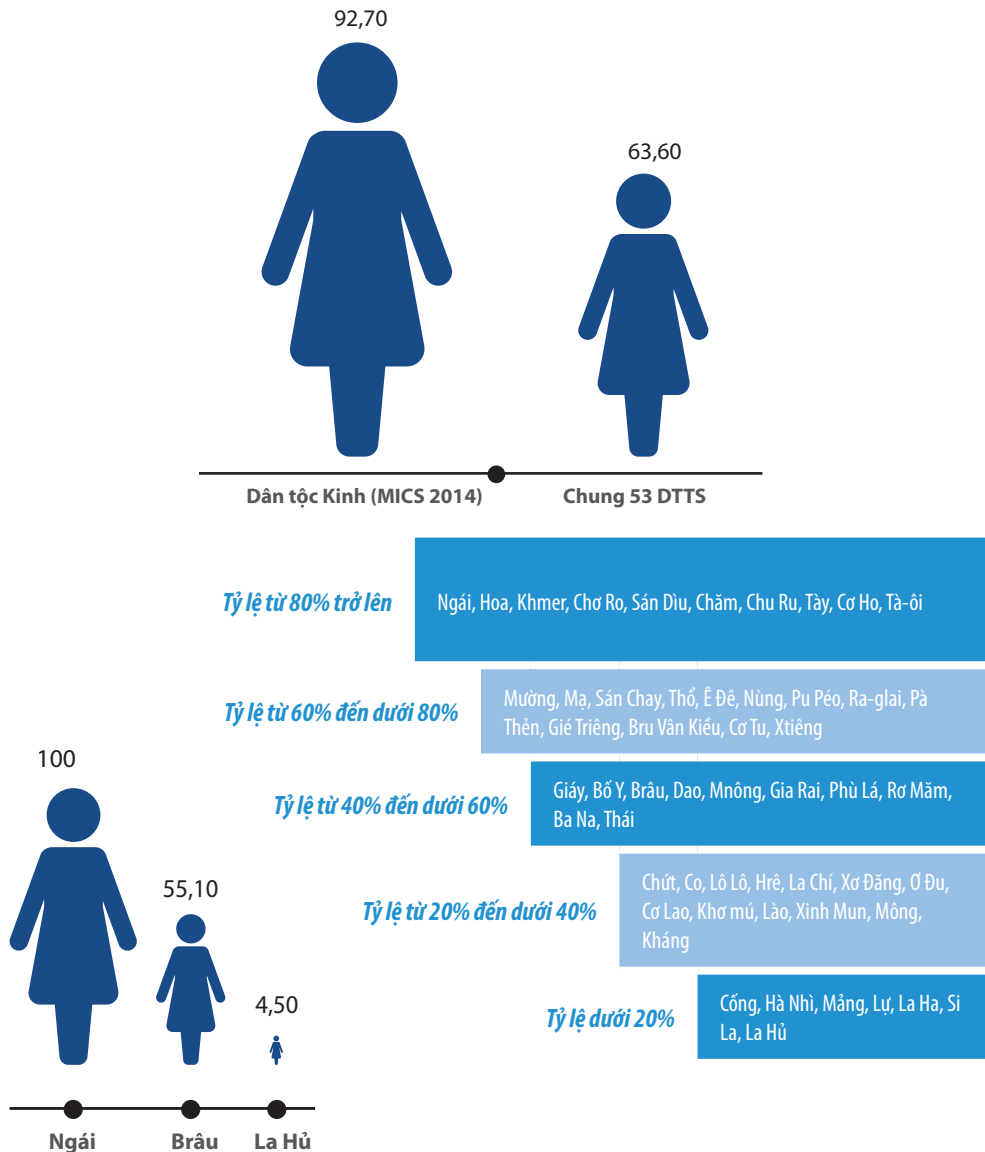 92,70
63,60
Dân tộc Kinh (MICS 2014)
Chung 53 DTTS
Tỷ lệ từ 80% trở lên
Ngái, Hoa, Khmer, Chơ Ro, Sán Dìu, Chăm, Chu Ru, Tày, Cơ Ho, Tà-ôi
Tỷ lệ từ 60% đến dưới 80%
Mường, Mạ, Sán Chay, Thổ, Ê Đê, Nùng, Pu Péo, Ra-glai, Pà
Thẻn, Gié Triêng, Bru Vân Kiều, Cơ Tu, Xtiêng
Tỷ lệ từ 40% đến dưới 60%
Giáy, Bố Y, Brâu, Dao, Mnông, Gia Rai, Phù Lá, Rơ Măm,
Ba Na, Thái
Tỷ lệ từ 20% đến dưới 40%
Chứt, Co, Lô Lô, Hrê, La Chí, Xơ Đăng, Ơ Đu,
Cơ Lao, Khơ mú, Lào, Xinh Mun, Mông,
Kháng
Tỷ lệ dưới 20%
Cống, Hà Nhì, Mảng, Lự, La Ha, Si
La, La Hủ
100
55,10
4,50
Ngái
Brâu
La Hủ